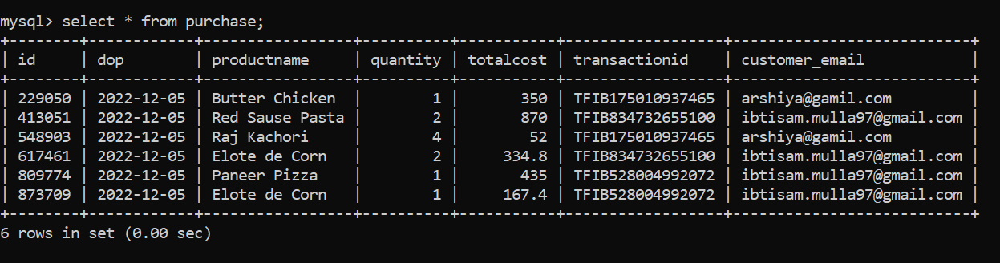 mysql> select * from purchase;
+--------+------------+------------------+----------+-----------+------------------+---------------------------+
| id     | dop        | productname      | quantity | totalcost | transactionid    | customer_email            |
+--------+------------+------------------+----------+-----------+------------------+---------------------------+
| 229050 | 2022-12-05 | Butter Chicken   |        1 |       350 | TFIB175010937465 | arshiya@gamil.com         |
| 413051 | 2022-12-05 | Red Sause Pasta  |        2 |       870 | TFIB834732655100 | ibtisam.mulla97@gmail.com |
| 548903 | 2022-12-05 | Raj Kachori      |        4 |        52 | TFIB175010937465 | arshiya@gamil.com         |
| 617461 | 2022-12-05 | Elote de Corn    |        2 |     334.8 | TFIB834732655100 | ibtisam.mulla97@gmail.com |
| 809774 | 2022-12-05 | Paneer Pizza     |        1 |       435 | TFIB528004992072 | ibtisam.mulla97@gmail.com |
| 873709 | 2022-12-05 | Elote de Corn    |        1 |     167.4 | TFIB528004992072 | ibtisam.mulla97@gmail.com |
+--------+------------+------------------+----------+-----------+------------------+---------------------------+
6 rows in set (0.00 sec)